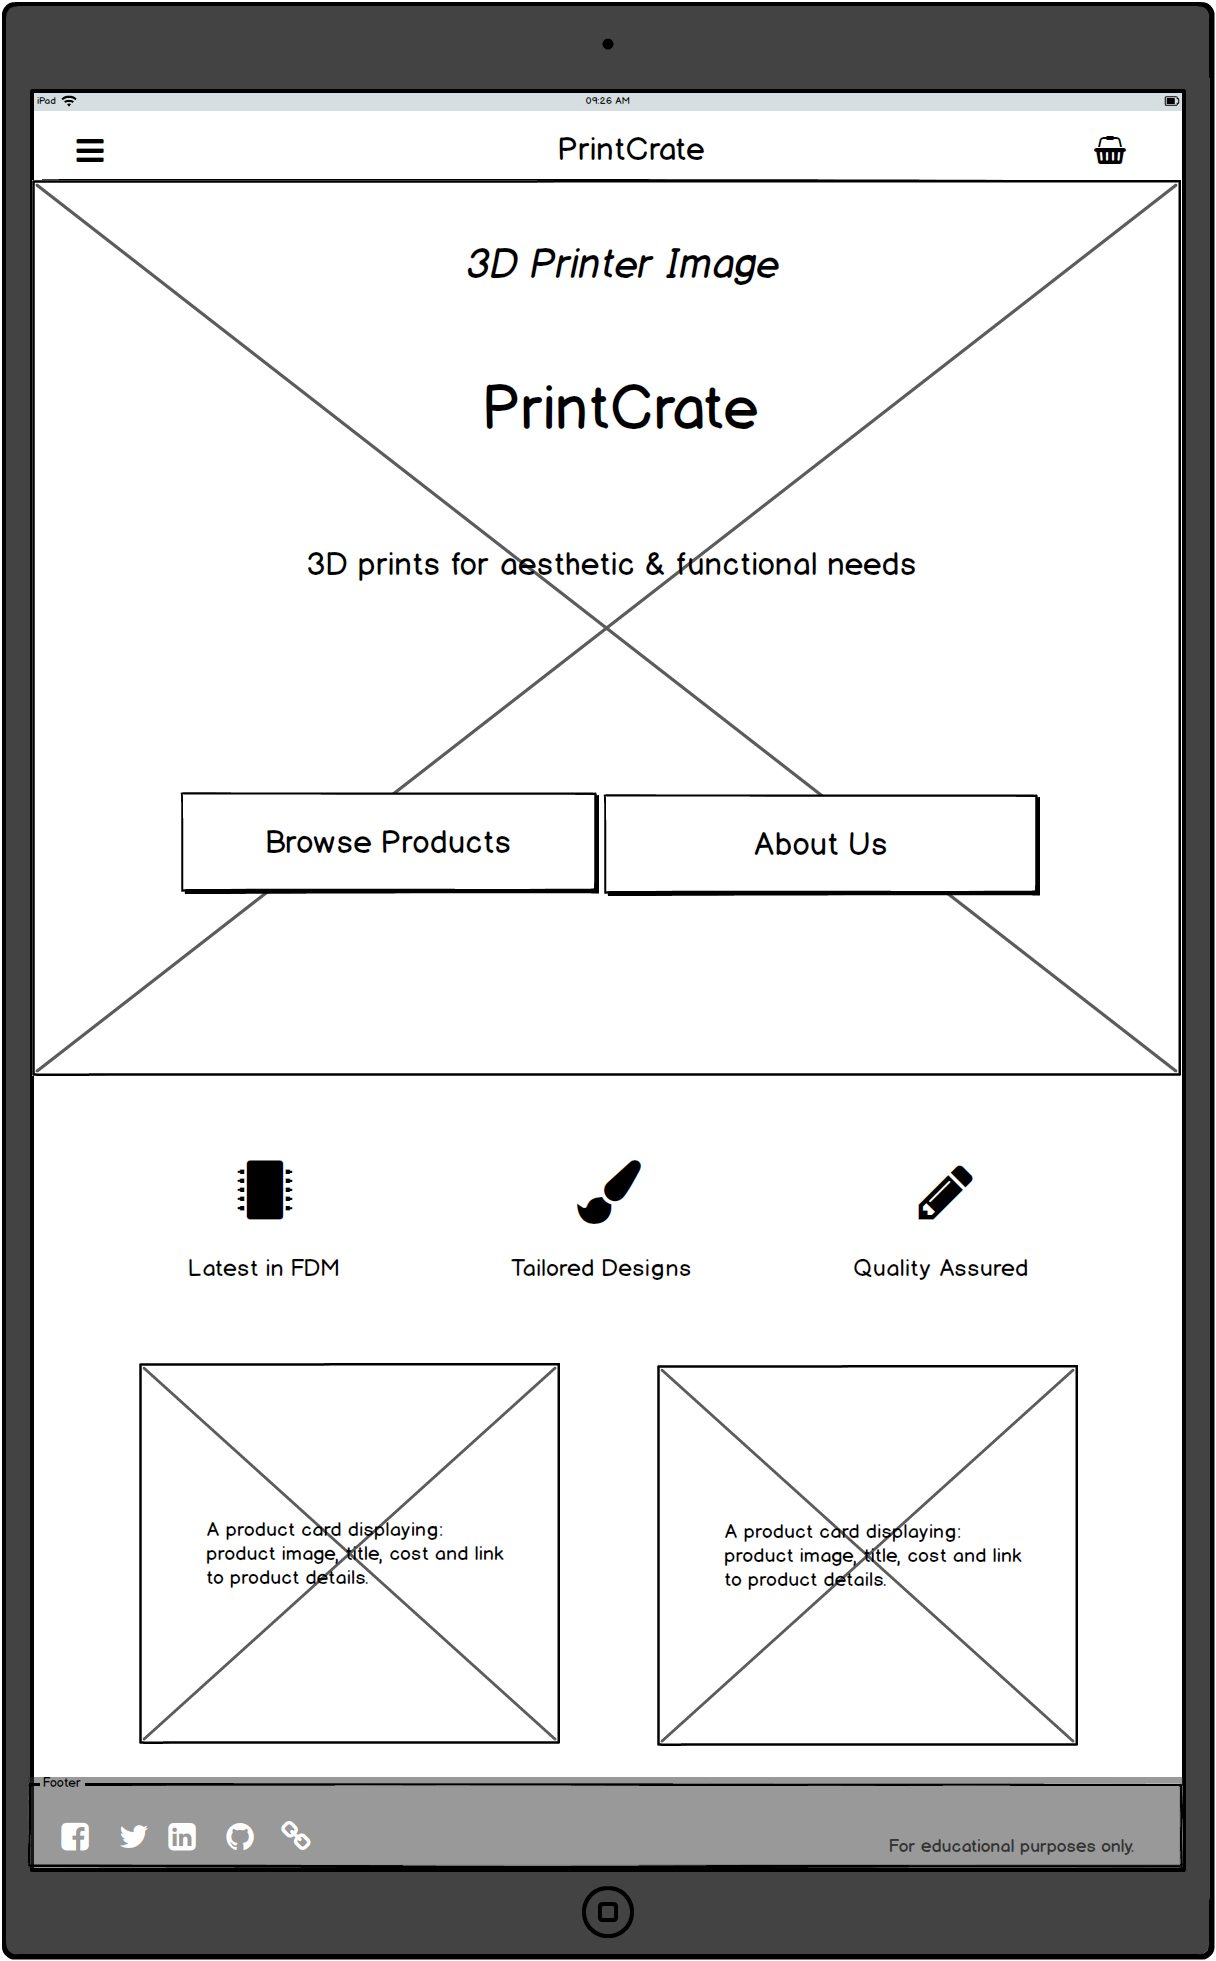 iPad
09:26 AM
PrintCrate
3D Printer Image
PrintCrate
3D prints for aesthetic & functional needs
Browse Products
About Us
Latest in FDM
Tailored Designs
Quality Assured
A product card displaying:
product image, title, cost and link
to product details.
A product card displaying:
product image, title, cost and link
to product details.
Footer
For educational purposes only.